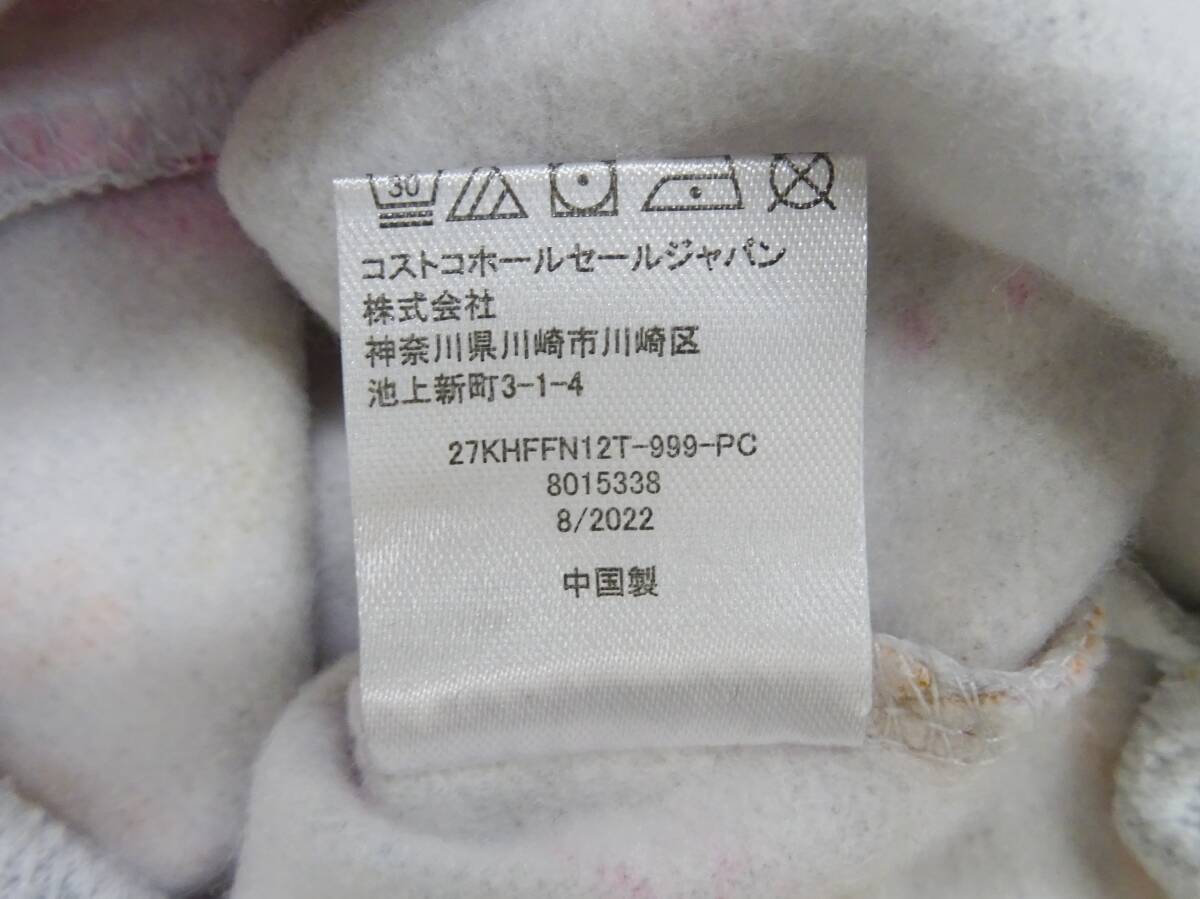 30
コストコホールセールジャパン
株式会社
神奈川県川崎市川崎区
池上新町3-1-4
27KHFFN12T-999-PC
8015338
8/2022
中国製